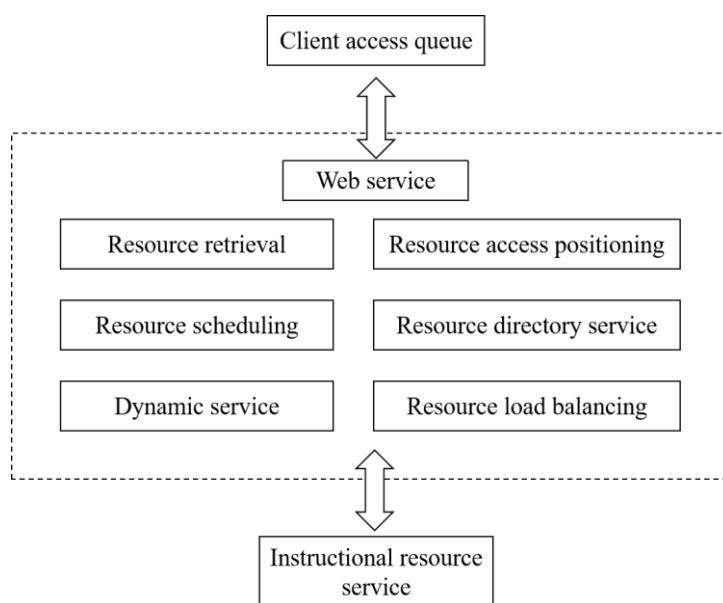 Client access queue
Web service
Resource retrieval
Resource access positioning
Resource scheduling
Resource directory service
Dynamic service
Resource load balancing
Instructional resource
service